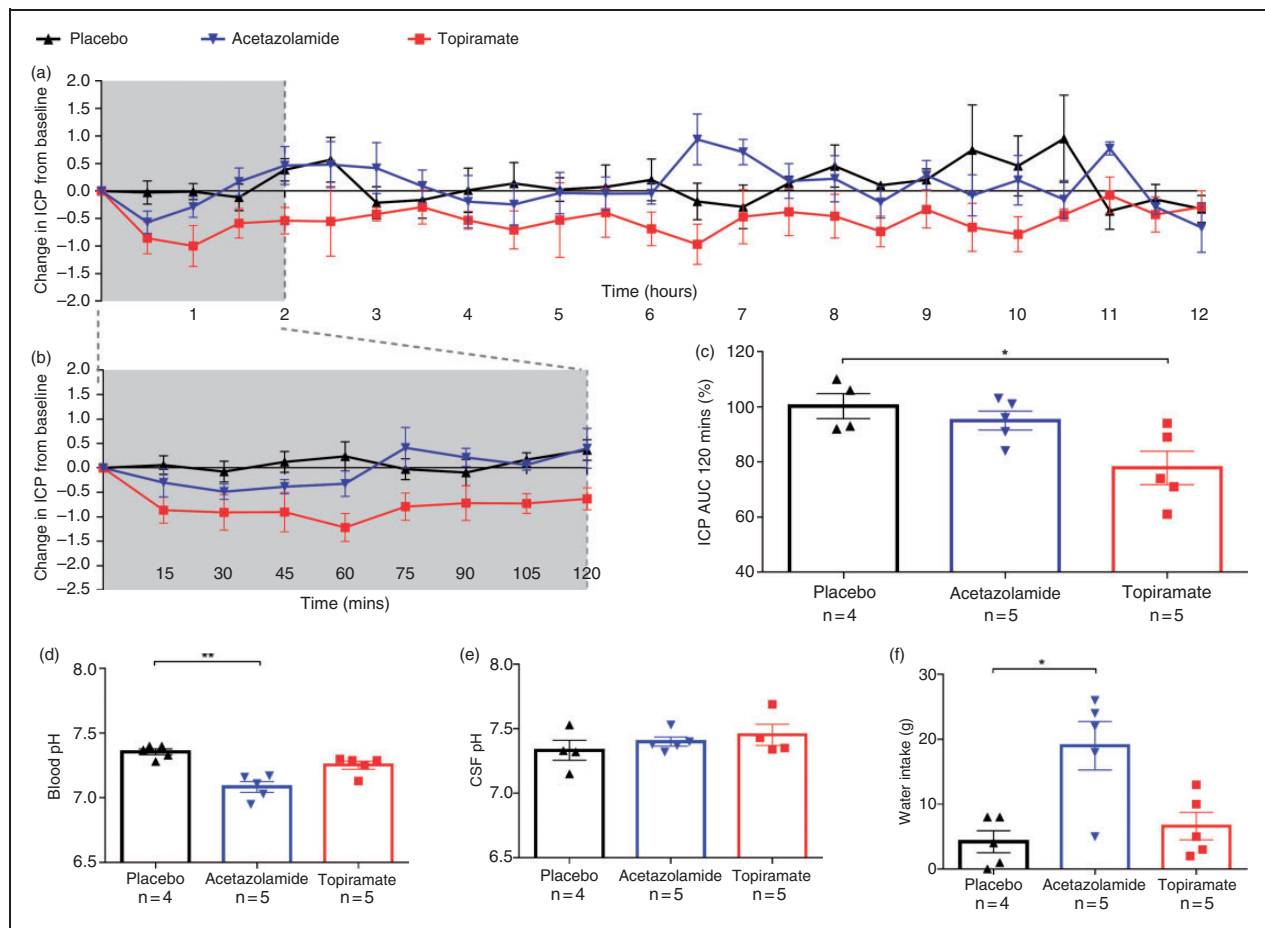 Placebo Acetazolamide Topiramate
(a)
Change in ICP from baseline
2.0
1.5
1.0
0.5
0.0
−0.5
−1.0
−1.5
−2.0
Time (hours)
1 2 3 4 5 6 7 8 9 10 11 12
(b)
Change in ICP from baseline
2.0
1.5
1.0
0.5
0.0
−0.5
−1.0
−1.5
−2.0
−2.5
15 30 45 60 75 90 105 120
Time (mins)
(c)
ICP AUC 120 mins (%)
120
100
80
60
40
*
Placebo Acetazolamide Topiramate
n=4 n=5 n=5
(d)
Blood pH
8.0
7.5
7.0
6.5
**
Placebo Acetazolamide Topiramate
n=4 n=5 n=5
(e)
CSF pH
8.0
7.5
7.0
6.5
Placebo Acetazolamide Topiramate
n=4 n=5 n=5
(f)
Water intake (g)
30
20
10
0
*
Placebo Acetazolamide Topiramate
n=4 n=5 n=5